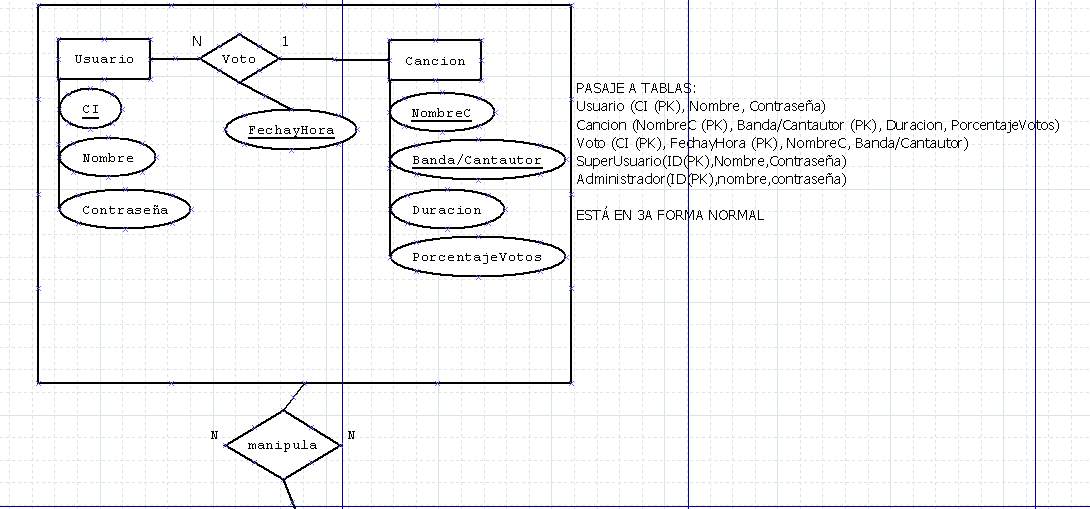 N
1
Usuario
Voto
Cancion
CI
NombreC
FechayHora
Nombre
Banda/Cantautor
Contraseña
Duracion
PorcentajeVotos
PASAJE A TABLAS:
Usuario (CI (PK), Nombre, Contraseña)
Cancion (NombreC (PK), Banda/Cantautor (PK), Duracion, PorcentajeVotos)
Voto (CI (PK), FechayHora (PK), NombreC, Banda/Cantautor)
SuperUsuario(ID(PK),Nombre,Contraseña)
Administrador(ID(PK),nombre,contraseña)
ESTÁ EN 3A FORMA NORMAL
N
N
manipula